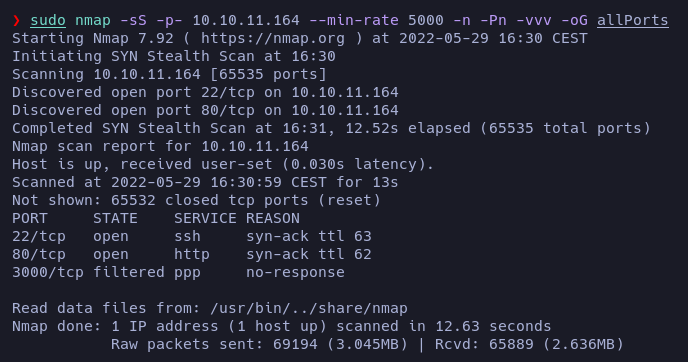 ❯ sudo nmap -sS -p- 10.10.11.164 --min-rate 5000 -n -Pn -vvv -oG allPorts
Starting Nmap 7.92 ( https://nmap.org ) at 2022-05-29 16:30 CEST
Initiating SYN Stealth Scan at 16:30
Scanning 10.10.11.164 [65535 ports]
Discovered open port 22/tcp on 10.10.11.164
Discovered open port 80/tcp on 10.10.11.164
Completed SYN Stealth Scan at 16:31, 12.52s elapsed (65535 total ports)
Nmap scan report for 10.10.11.164
Host is up, received user-set (0.030s latency).
Scanned at 2022-05-29 16:30:59 CEST for 13s
Not shown: 65532 closed tcp ports (reset)
PORT     STATE    SERVICE REASON
22/tcp   open     ssh     syn-ack ttl 63
80/tcp   open     http    syn-ack ttl 62
3000/tcp filtered ppp     no-response

Read data files from: /usr/bin/../share/nmap
Nmap done: 1 IP address (1 host up) scanned in 12.63 seconds
           Raw packets sent: 69194 (3.045MB) | Rcvd: 65889 (2.636MB)